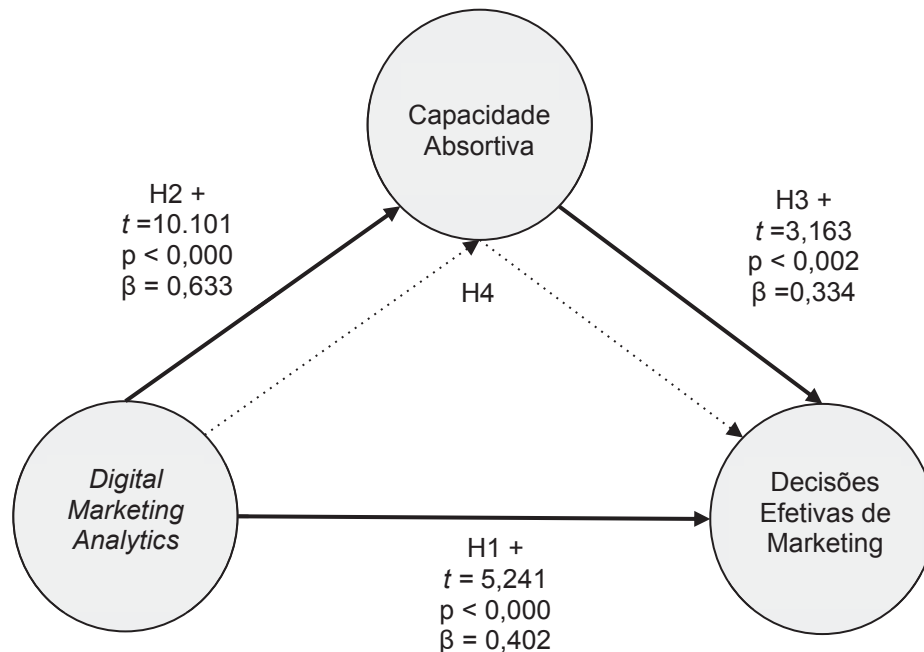 Capacidade
Absortiva
H2 +
t =10.101
p < 0,000
β = 0,633
H3 +
t =3,163
p < 0,002
β =0,334
H4
Digital
Marketing
Analytics
Decisões
Efetivas de
Marketing
H1 +
t = 5,241
p < 0,000
β = 0,402